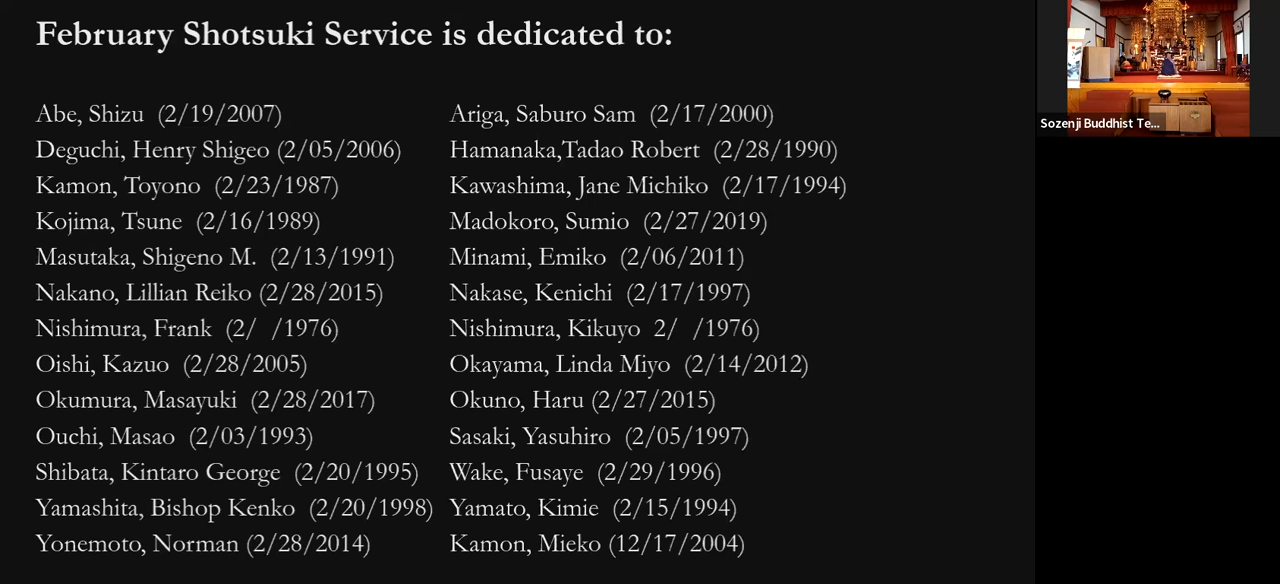 February Shotsuki Service is dedicated to:
Abe, Shizu (2/19/2007)
Ariga, Saburo Sam (2/17/2000)
Deguchi, Henry Shigeo (2/05/2006)
Hamanaka,Tadao Robert (2/28/1990)
Kamon, Toyono (2/23/1987)
Kawashima, Jane Michiko (2/17/1994)
Kojima, Tsune (2/16/1989)
Madokoro, Sumio (2/27/2019)
Masutaka, Shigeno M. (2/13/1991)
Minami, Emiko (2/06/2011)
Nakano, Lillian Reiko (2/28/2015)
Nakase, Kenichi (2/17/1997)
Nishimura, Frank (2/ /1976)
Nishimura, Kikuyo 2/ /1976)
Oishi, Kazuo (2/28/2005)
Okayama, Linda Miyo (2/14/2012)
Okumura, Masayuki (2/28/2017)
Okuno, Haru (2/27/2015)
Ouchi, Masao (2/03/1993)
Sasaki, Yasuhiro (2/05/1997)
Shibata, Kintaro George (2/20/1995)
Wake, Fusaye (2/29/1996)
Yamashita, Bishop Kenko (2/20/1998)
Yamato, Kimie (2/15/1994)
Yonemoto, Norman (2/28/2014)
Kamon, Mieko (12/17/2004)
Sozenji Buddhist Te...